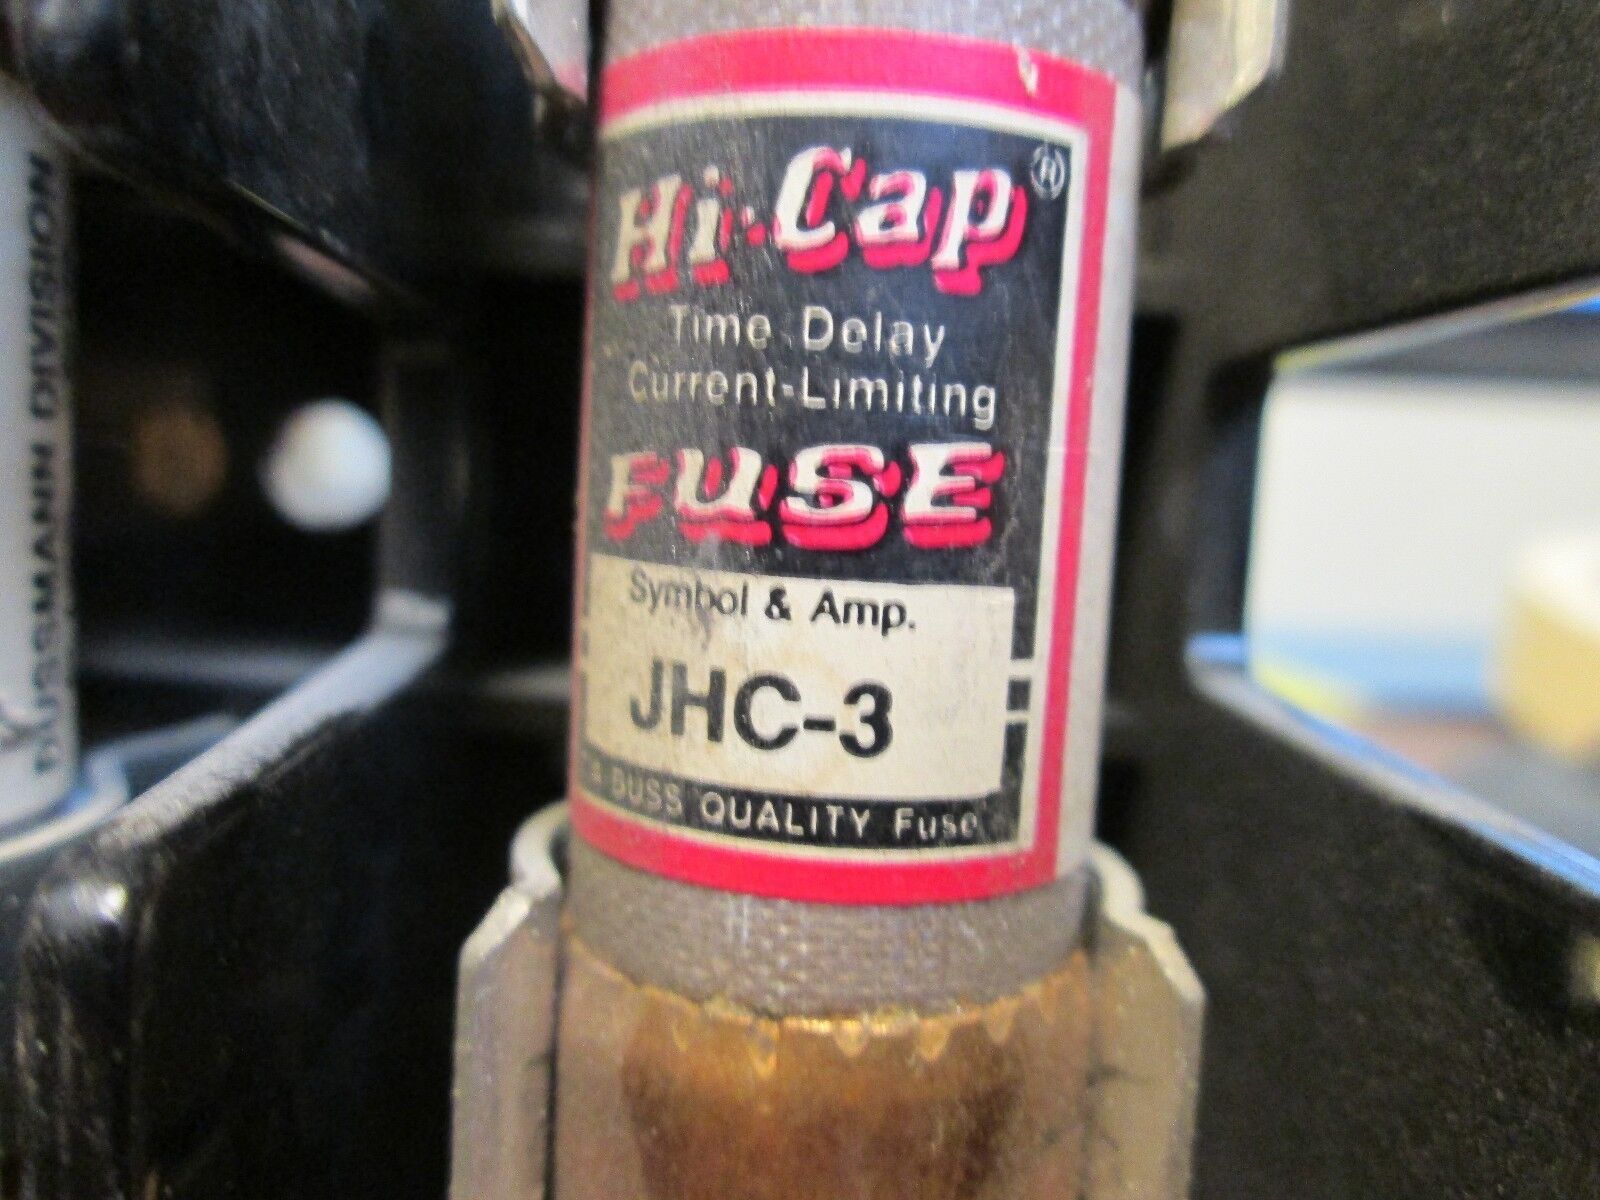 Hi-Cap®
Time Delay
Current-Limiting
FUSE
Symbol & Amp.
JHC-3
a BUSS QUALITY Fuse
BUSSMANN DIVISION